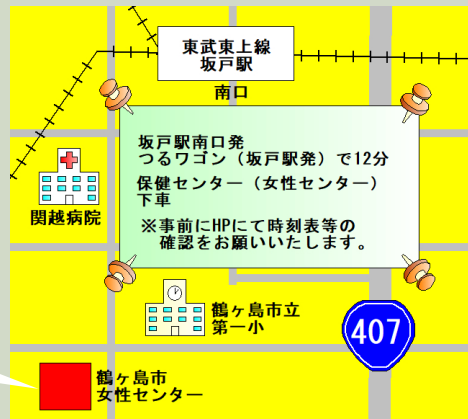 東武東上線
坂戸駅
南口
坂戸駅南口発
つるワゴン（坂戸駅発）で12分
保健センター（女性センター）
下車
※事前にHPにて時刻表等の
確認をお願いいたします。
関越病院
鶴ヶ島市立
第一小
407
鶴ヶ島市
女性センター